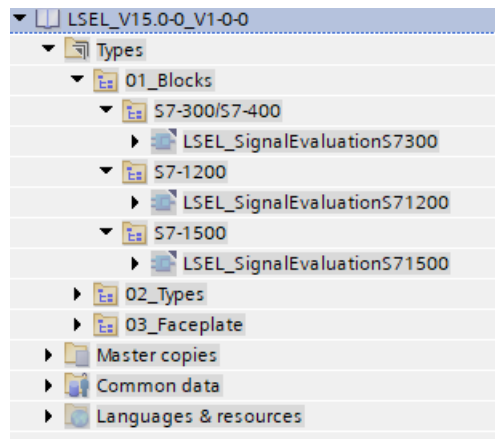 LSEL_V15.0-0_V1-0-0
Types
01_Blocks
S7-300/S7-400
LSEL_SignalEvaluationS7300
S7-1200
LSEL_SignalEvaluationS71200
S7-1500
LSEL_SignalEvaluationS71500
02_Types
03_Faceplate
Master copies
Common data
Languages & resources